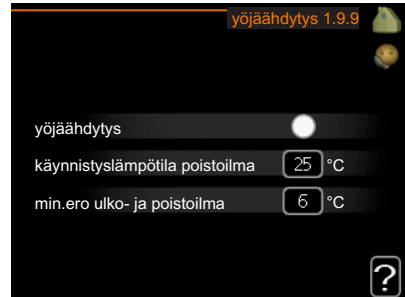 yöjäähdytys 1.9.9
yöjäähdytys
käynnistyslämpötila poistoilma 25 °C
min.ero ulko- ja poistoilma 6 °C
?